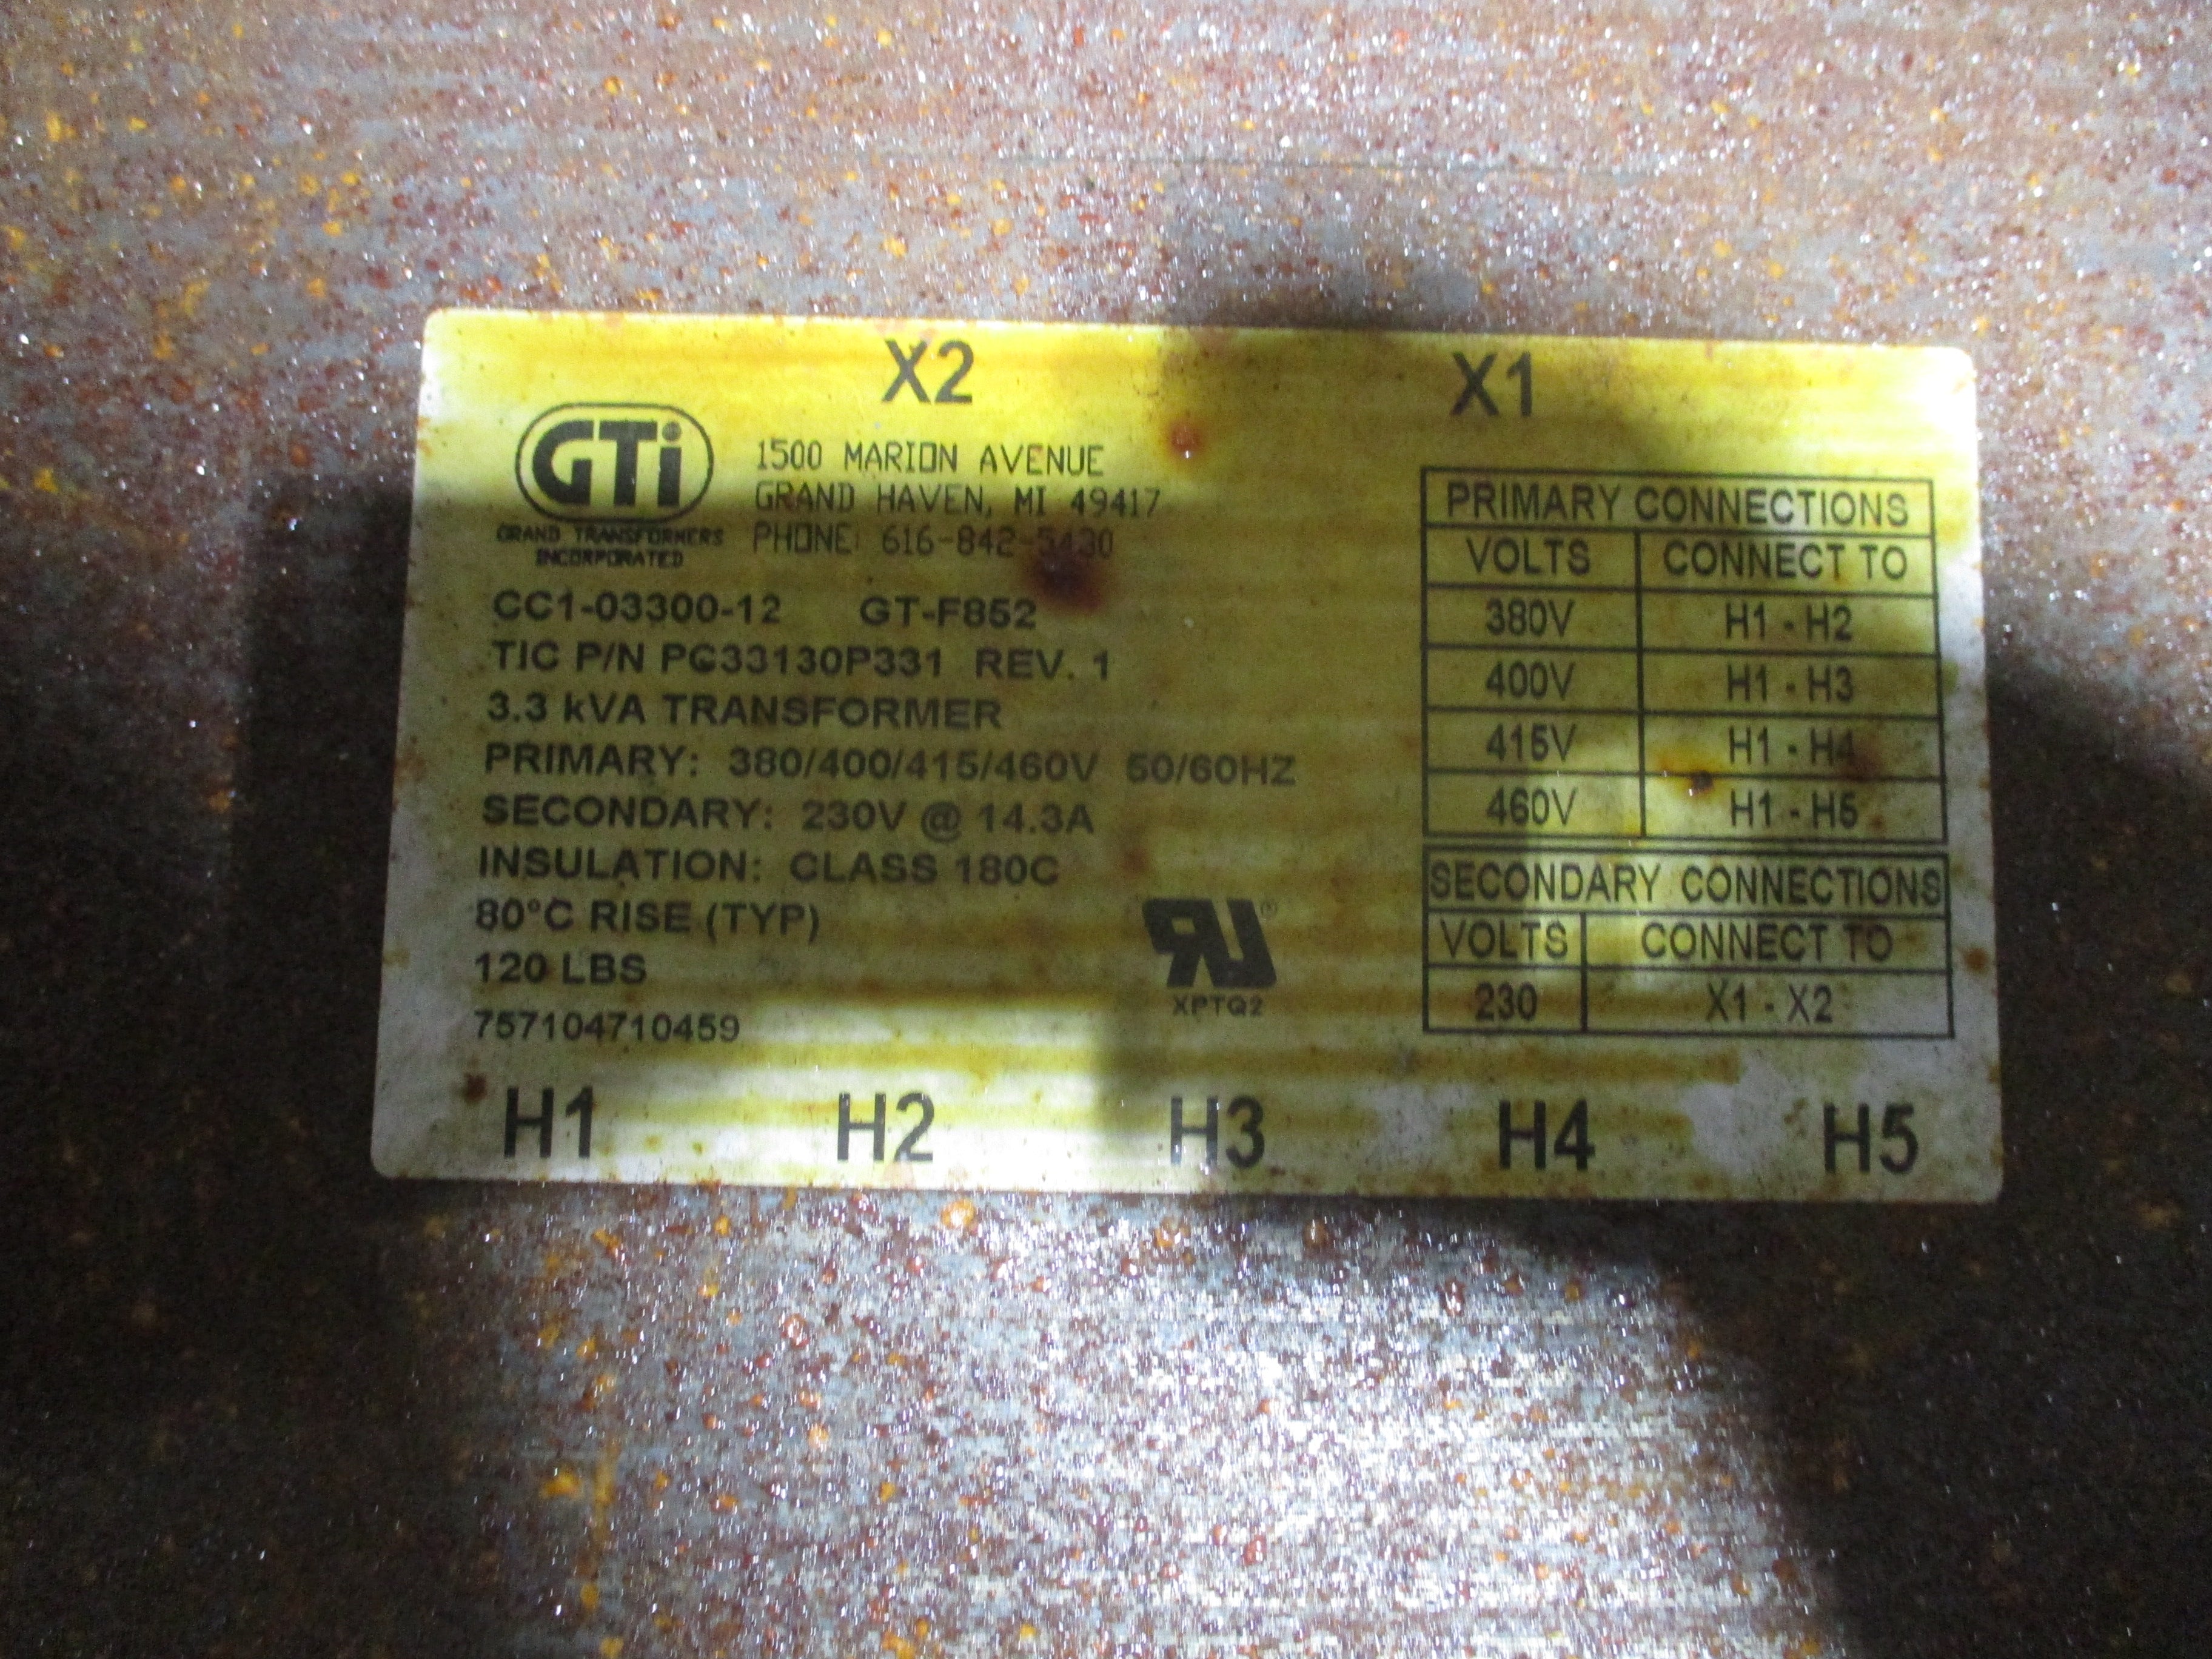 X2 X1
GTi
GRAND TRANSFORMERS
INCORPORATED
1500 MARION AVENUE
GRAND HAVEN, MI 49417
PHONE: 616-842-5430
CC1-03300-12 GT-F852
TIC P/N PC33130P331 REV. 1
3.3 kVA TRANSFORMER
PRIMARY: 380/400/415/460V 50/60HZ
SECONDARY: 230V @ 14.3A
INSULATION: CLASS 180C
80°C RISE (TYP)
120 LBS
757104710459
RU®
XPTQ2
PRIMARY CONNECTIONS
VOLTS CONNECT TO
380V H1 - H2
400V H1 - H3
415V H1 - H4
460V H1 - H5
SECONDARY CONNECTIONS
VOLTS CONNECT TO
230 X1 - X2
H1 H2 H3 H4 H5